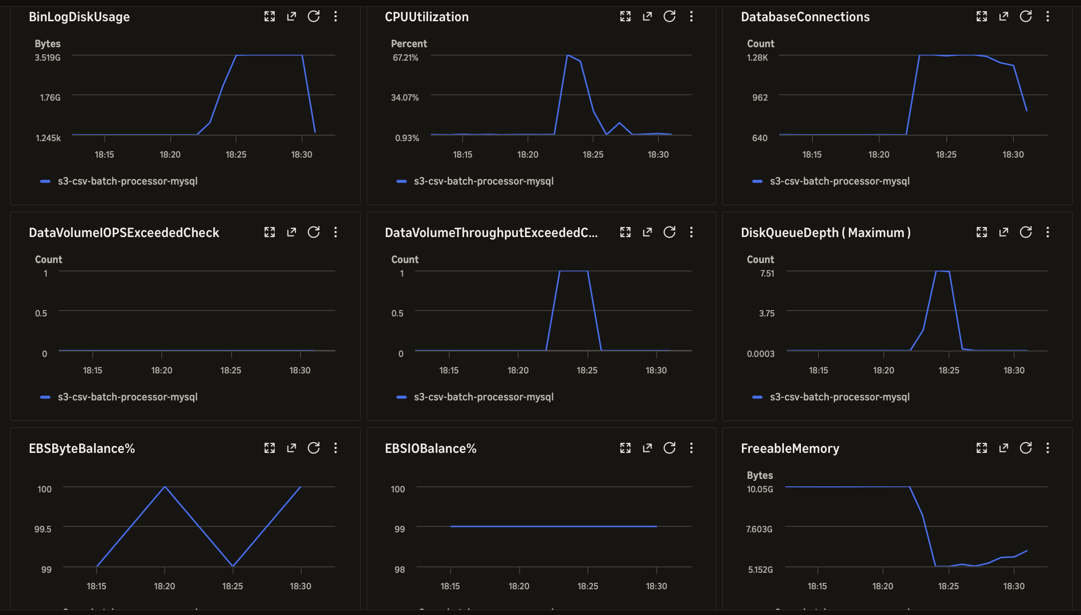 BinLogDiskUsage
Bytes
3.519G
1.76G
1.245k
18:15 18:20 18:25 18:30
s3-csv-batch-processor-mysql
CPUUtilization
Percent
67.21%
34.07%
0.93%
18:15 18:20 18:25 18:30
s3-csv-batch-processor-mysql
DatabaseConnections
Count
1.28K
962
640
18:15 18:20 18:25 18:30
s3-csv-batch-processor-mysql
DataVolumeIOPSExceededCheck
Count
1
0.5
0
18:15 18:20 18:25 18:30
s3-csv-batch-processor-mysql
DataVolumeThroughputExceededC...
Count
1
0.5
0
18:15 18:20 18:25 18:30
s3-csv-batch-processor-mysql
DiskQueueDepth ( Maximum )
Count
7.51
3.75
0.0003
18:15 18:20 18:25 18:30
s3-csv-batch-processor-mysql
EBSByteBalance%
100
99.5
99
18:15 18:20 18:25 18:30
EBSIOBalance%
100
99
98
18:15 18:20 18:25 18:30
FreeableMemory
Bytes
10.05G
7.603G
5.152G
18:15 18:20 18:25 18:30